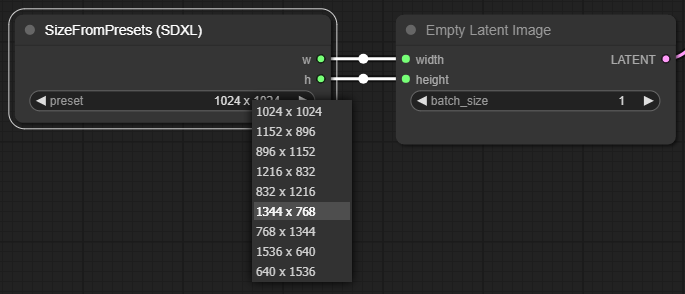 SizeFromPresets (SDXL)
w
h
preset
1024 x 1024
1024 x 1024
1152 x 896
896 x 1152
1216 x 832
832 x 1216
1344 x 768
768 x 1344
1536 x 640
640 x 1536
Empty Latent Image
width
LATENT
height
batch_size
1